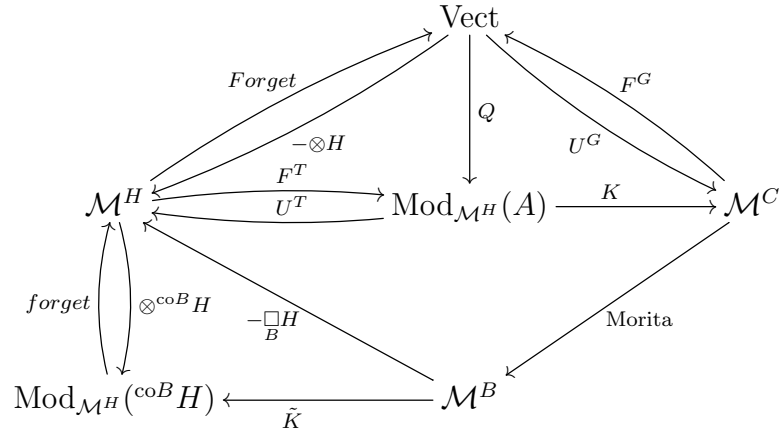 Vect
Forget
F^G
Q
−⊗H
U^G
F^T
ℳ^H
Mod_{ℳ^H}(A)
K
ℳ^C
U^T
forget
⊗^{coB}H
−□_B H
Morita
Mod_{ℳ^H}(^{coB}H)
ℳ^B
K̃